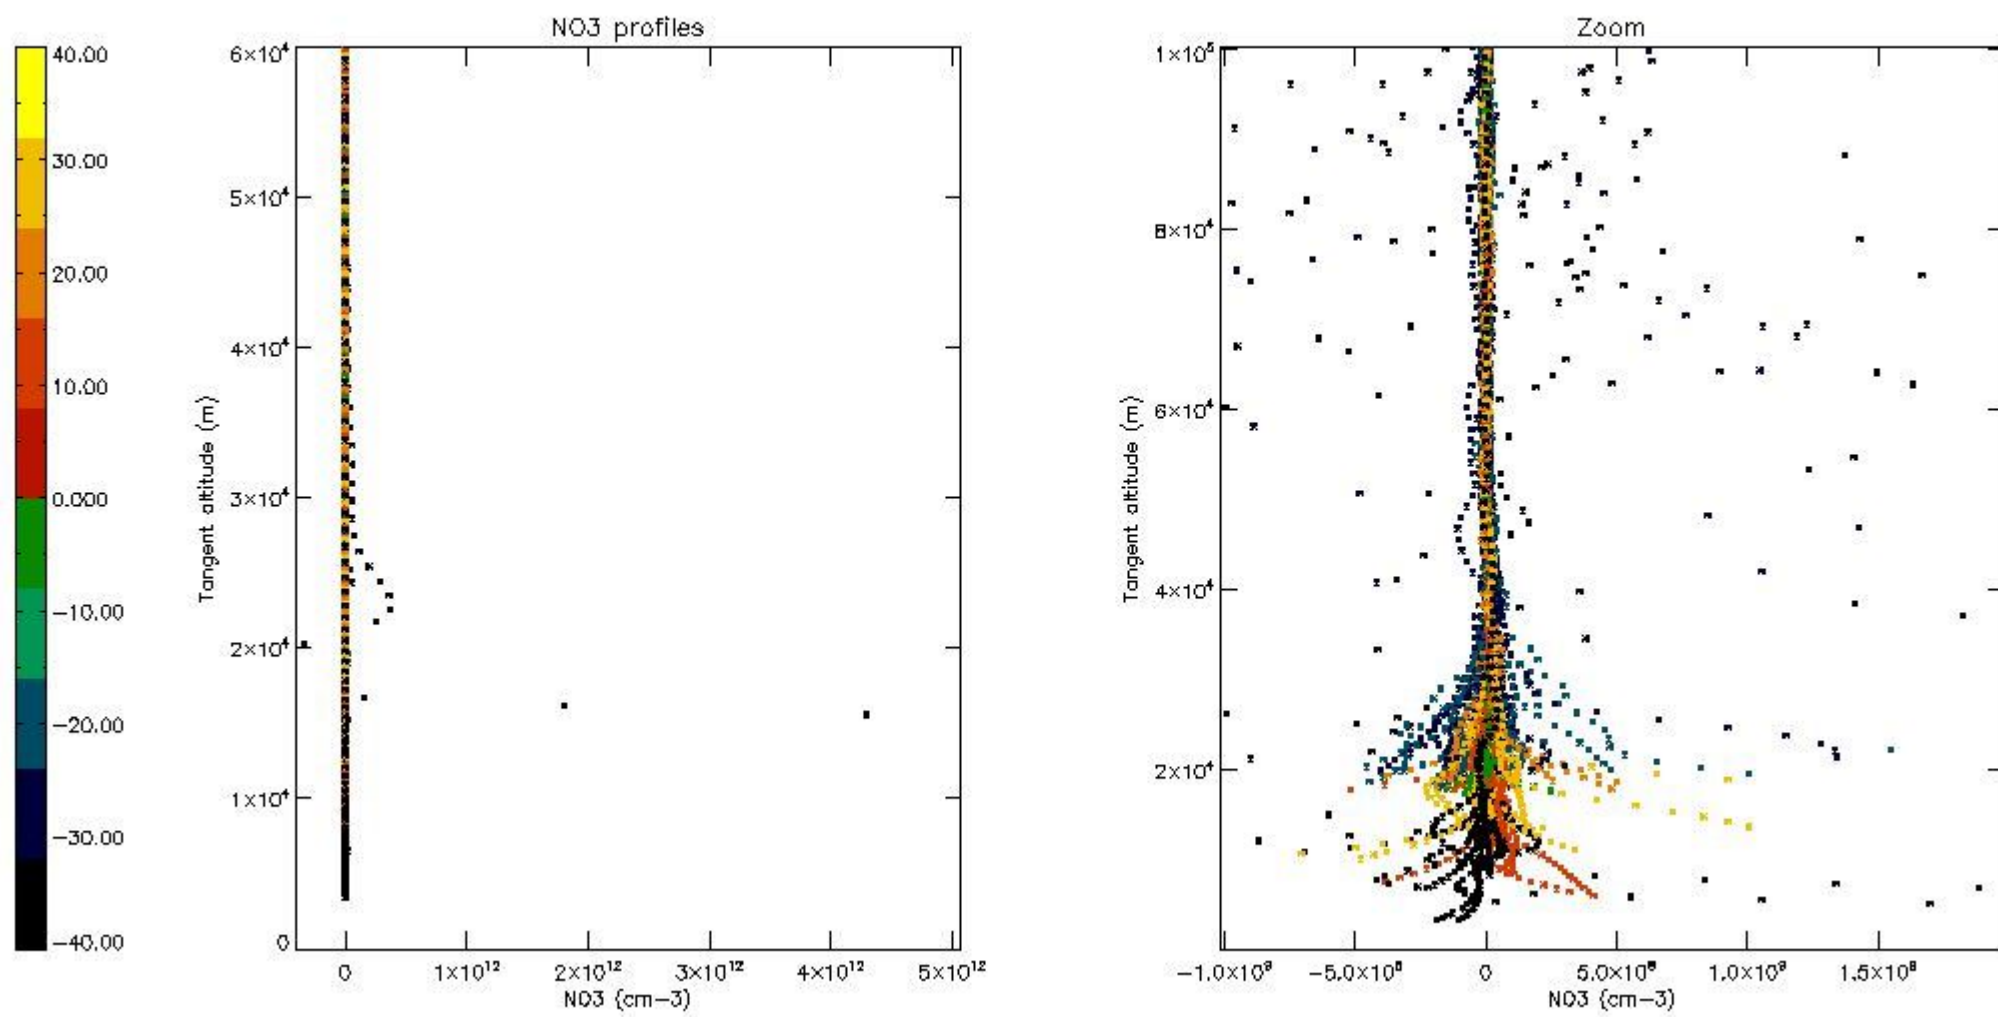 NO3 profiles
40.00
30.00
20.00
10.00
0.000
−10.00
−20.00
−30.00
−40.00
Tangent altitude (m)
6×10⁴
5×10⁴
4×10⁴
3×10⁴
2×10⁴
1×10⁴
0
0 1×10¹² 2×10¹² 3×10¹² 4×10¹² 5×10¹²
NO3 (cm−3)
Zoom
Tangent altitude (m)
1×10⁵
8×10⁴
6×10⁴
4×10⁴
2×10⁴
−1.0×10⁹ −5.0×10⁸ 0 5.0×10⁸ 1.0×10⁹ 1.5×10⁹
NO3 (cm−3)